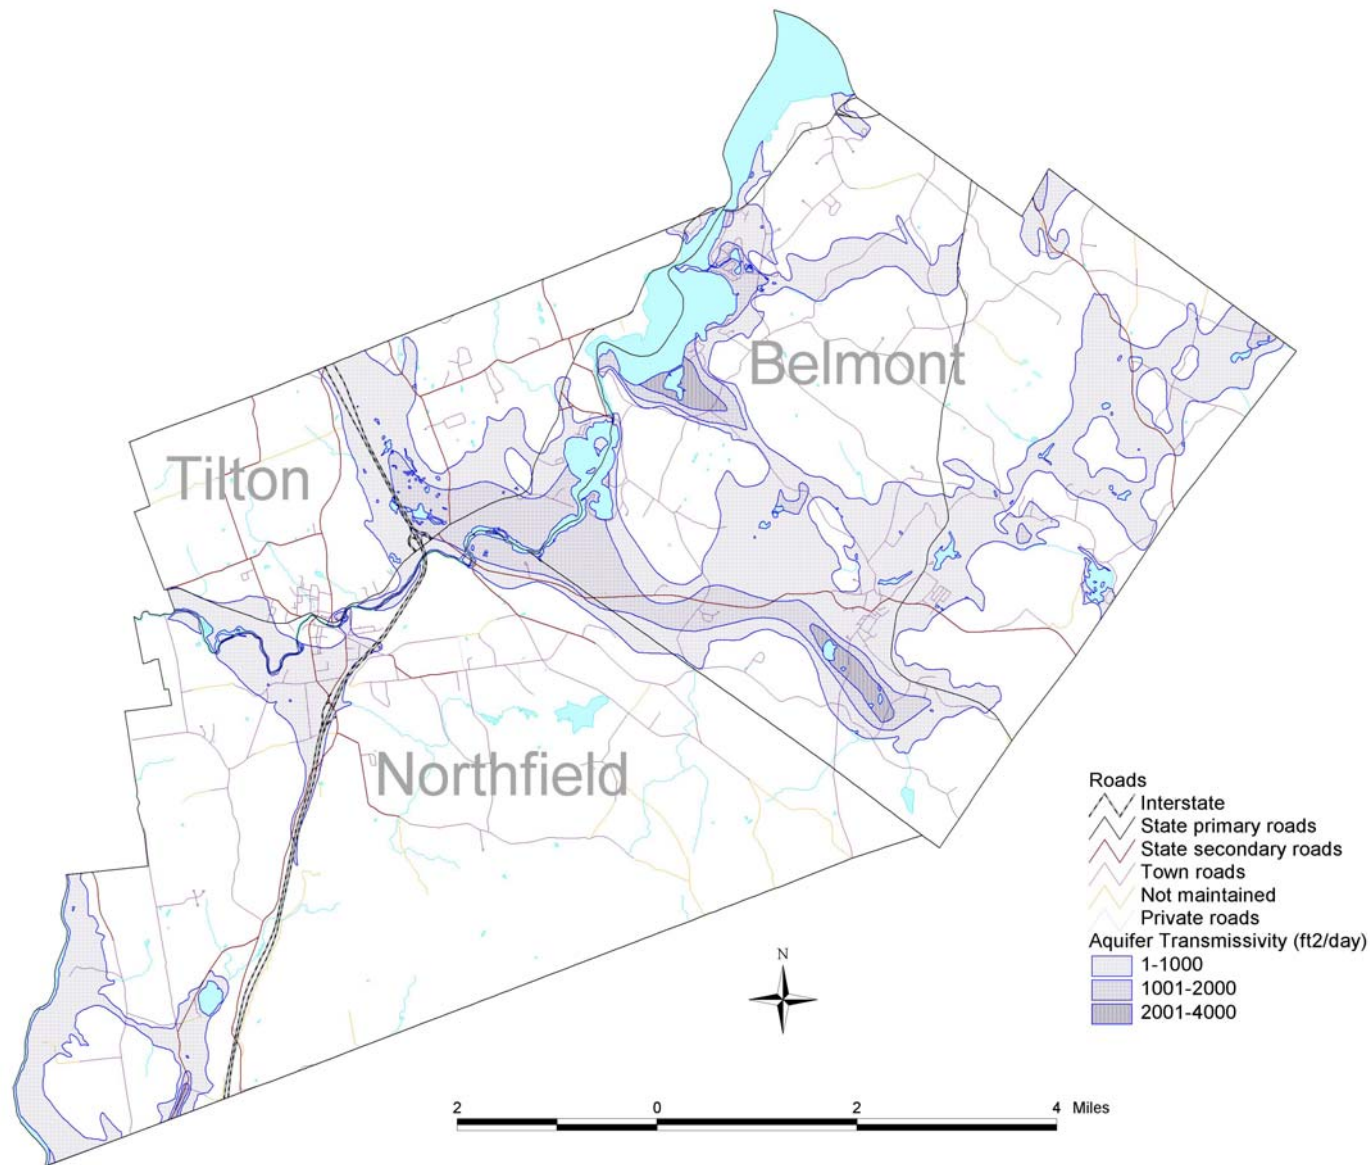 Belmont
Tilton
Northfield
Roads
Interstate
State primary roads
State secondary roads
Town roads
Not maintained
Private roads
Aquifer Transmissivity (ft2/day)
1-1000
1001-2000
2001-4000
N
2 0 2 4 Miles